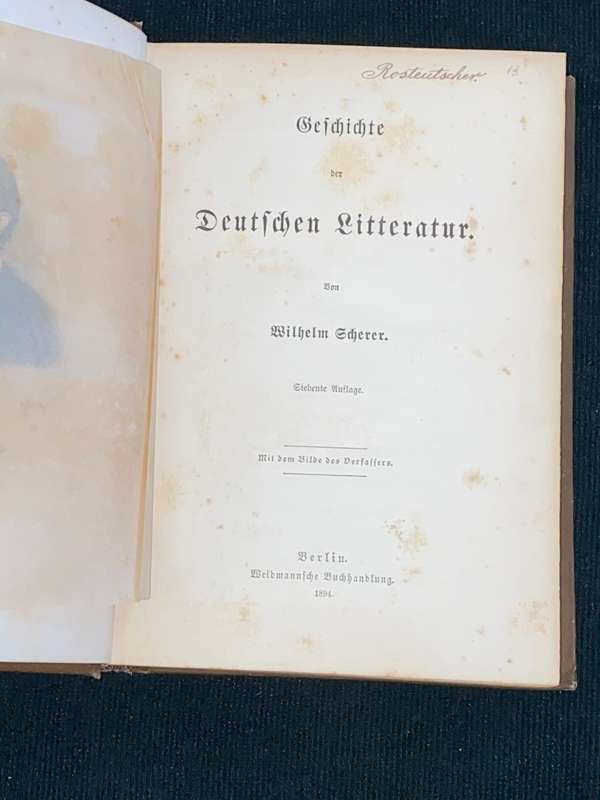 Rosteutscher. 13
Geschichte
der
Deutschen Litteratur.
Von
Wilhelm Scherer.
Siebente Auflage.
Mit dem Bilde des Verfassers.
Berlin.
Weidmannsche Buchhandlung.
1894.